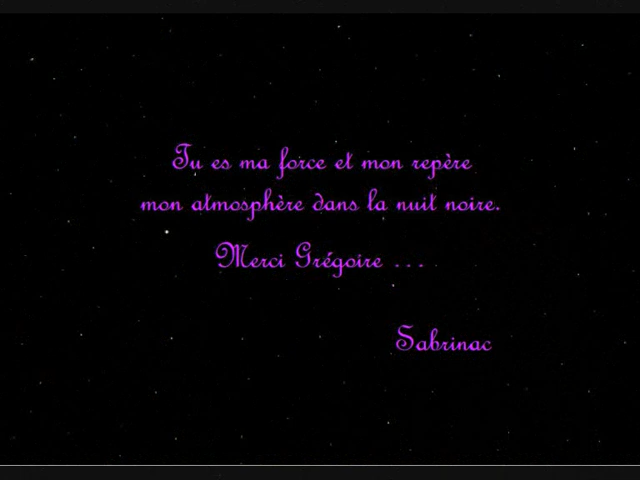 Tu es ma force et mon repère
mon atmosphère dans la nuit noire.
Merci Grégoire ...
Sabrinac